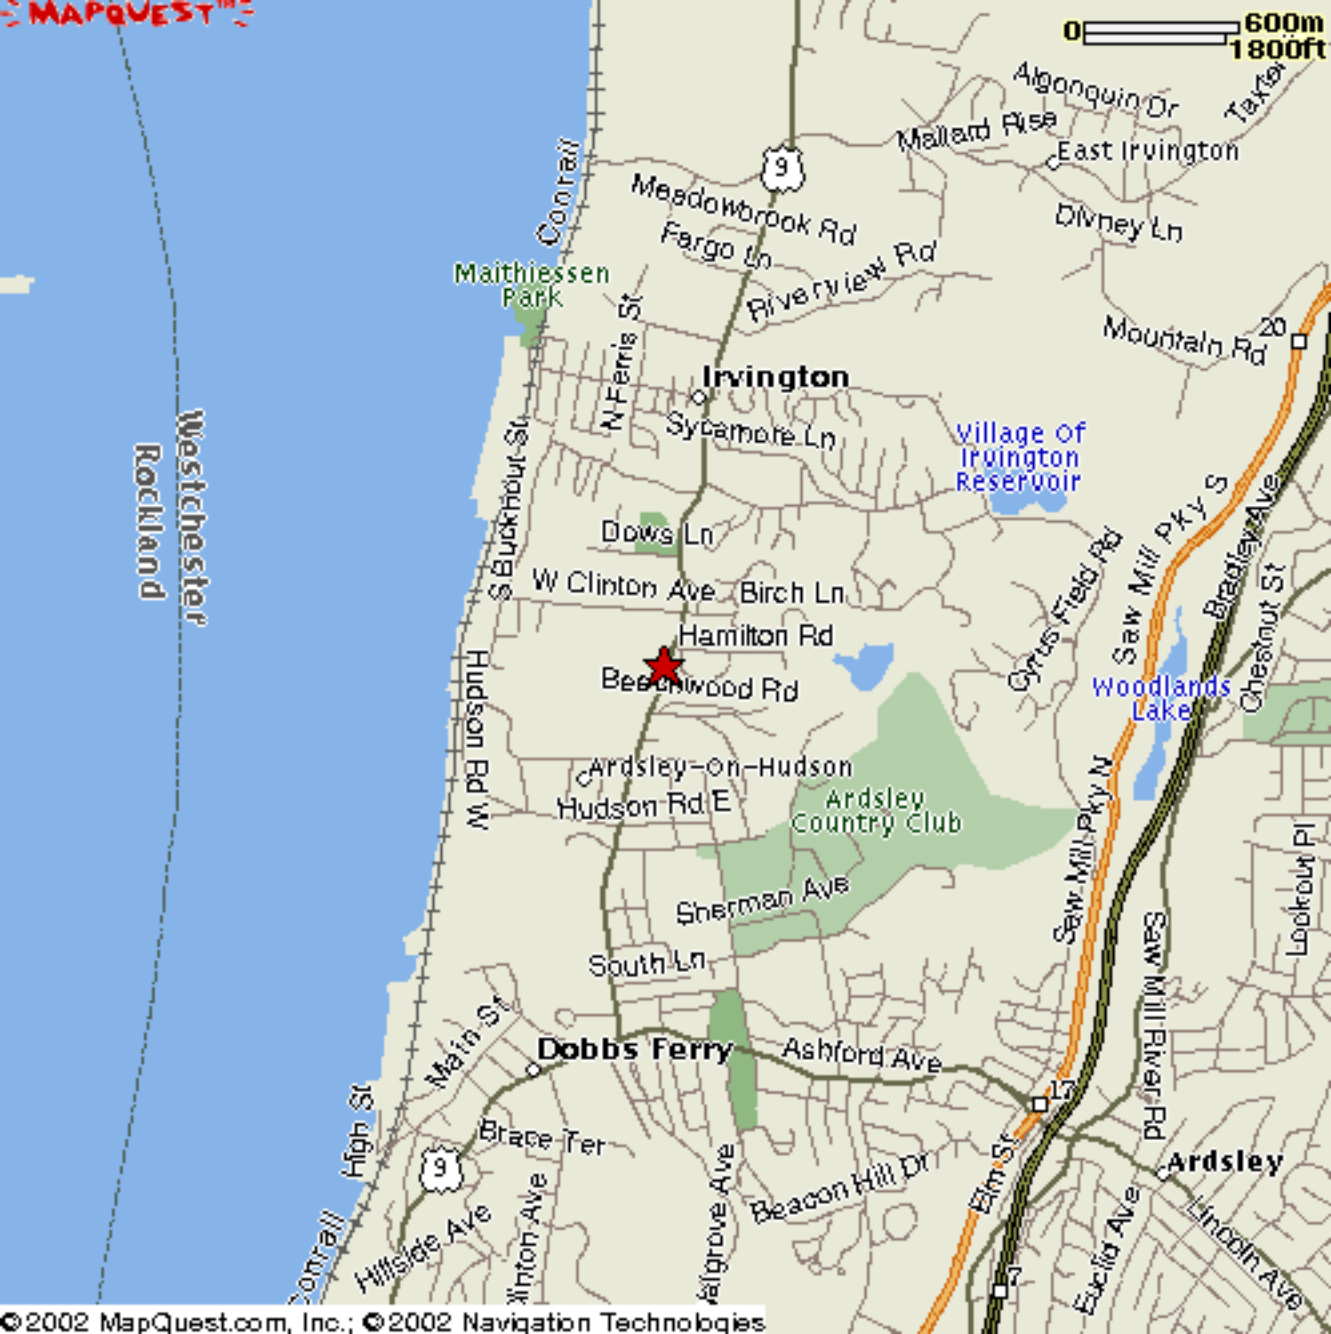 MAPQUEST™
0 600m
1800ft
Algonquin Dr
Mallard Rise
East Irvington
Conrail
9
Meadowbrook Rd
Divney Ln
Fargo Ln
Riverview Rd
Maithiessen
Park
N Ferris St
Mountain Rd
20
Irvington
Sycamore Ln
Village Of
Irvington
Reservoir
Westchester
Rockland
S Buckhout St
Dows Ln
Saw Mill Pky S
Bradley Ave
Cyrus Field Rd
W Clinton Ave
Birch Ln
Chestnut St
Hamilton Rd
Beechwood Rd
Woodlands
Lake
Hudson Rd W
Ardsley-On-Hudson
Hudson Rd E
Ardsley
Country Club
Saw Mill Pky N
Lookout Pl
Sherman Ave
South Ln
Saw Mill River Rd
Main St
Dobbs Ferry
Ashford Ave
17
High St
Brace Ter
9
Elm St
Ardsley
Beacon Hill Dr
Hillside Ave
Euclid Ave
Lincoln Ave
7
©2002 MapQuest.com, Inc.; ©2002 Navigation Technologies